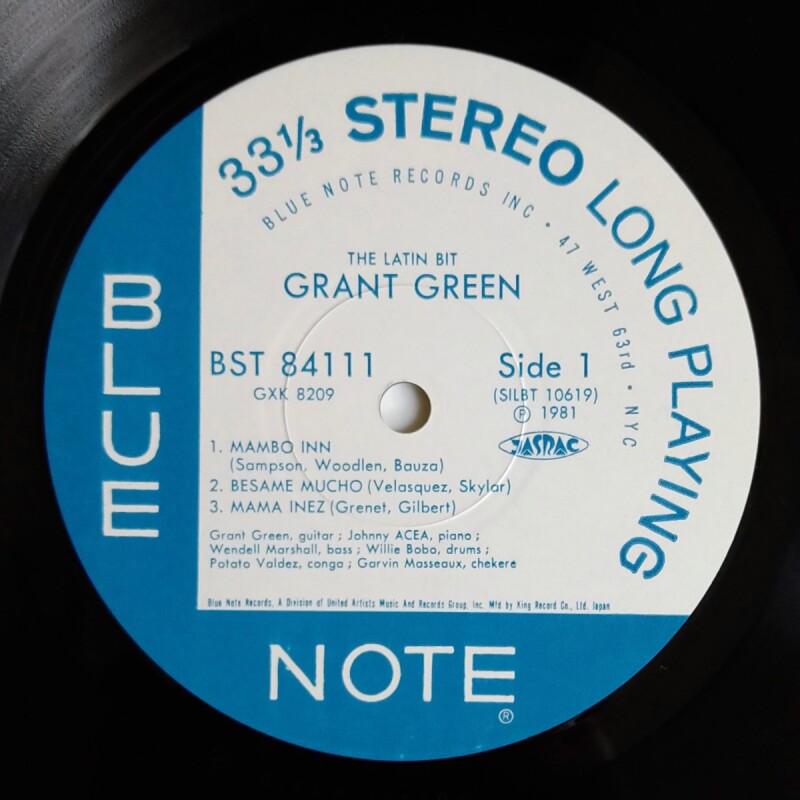 33⅓ STEREO LONG PLAYING
BLUE NOTE RECORDS INC • 47 WEST 63rd • NYC
THE LATIN BIT
GRANT GREEN
BST 84111
GXK 8209
Side 1
(SILBT 10619)
Ⓟ 1981
JASRAC
1. MAMBO INN
(Sampson, Woodlen, Bauza)
2. BESAME MUCHO (Velasquez, Skylar)
3. MAMA INEZ (Grenet, Gilbert)
Grant Green, guitar ; Johnny ACEA, piano ;
Wendell Marshall, bass ; Willie Bobo, drums ;
Potato Valdez, conga ; Garvin Masseaux, chekere
Blue Note Records, A Division of United Artists Music And Records Group, Inc. Mfd by King Record Co., Ltd. Japan
BLUE
NOTE
®